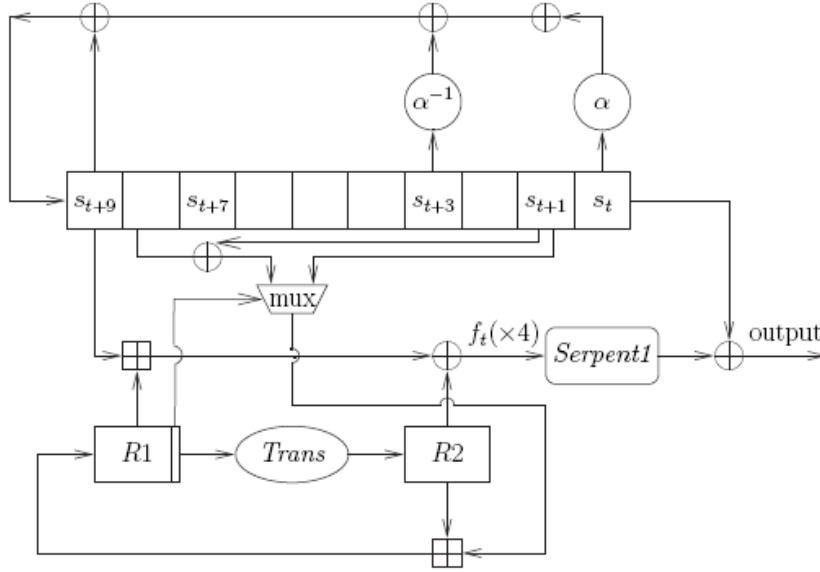 α⁻¹
α
s_{t+9}
s_{t+7}
s_{t+3}
s_{t+1}
s_t
mux
f_t(×4)
Serpent1
output
R1
Trans
R2